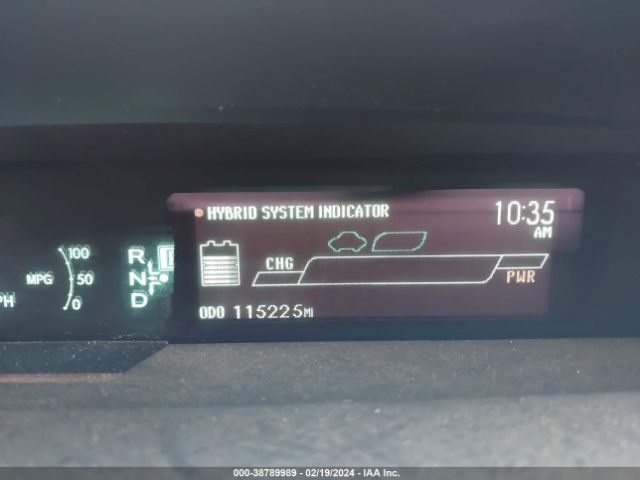 HYBRID SYSTEM INDICATOR
10:35
AM
100
MPG
50
0
PH
R
N
D
CHG
PWR
ODO 115225MI
000-38789989 - 02/19/2024 - IAA Inc.